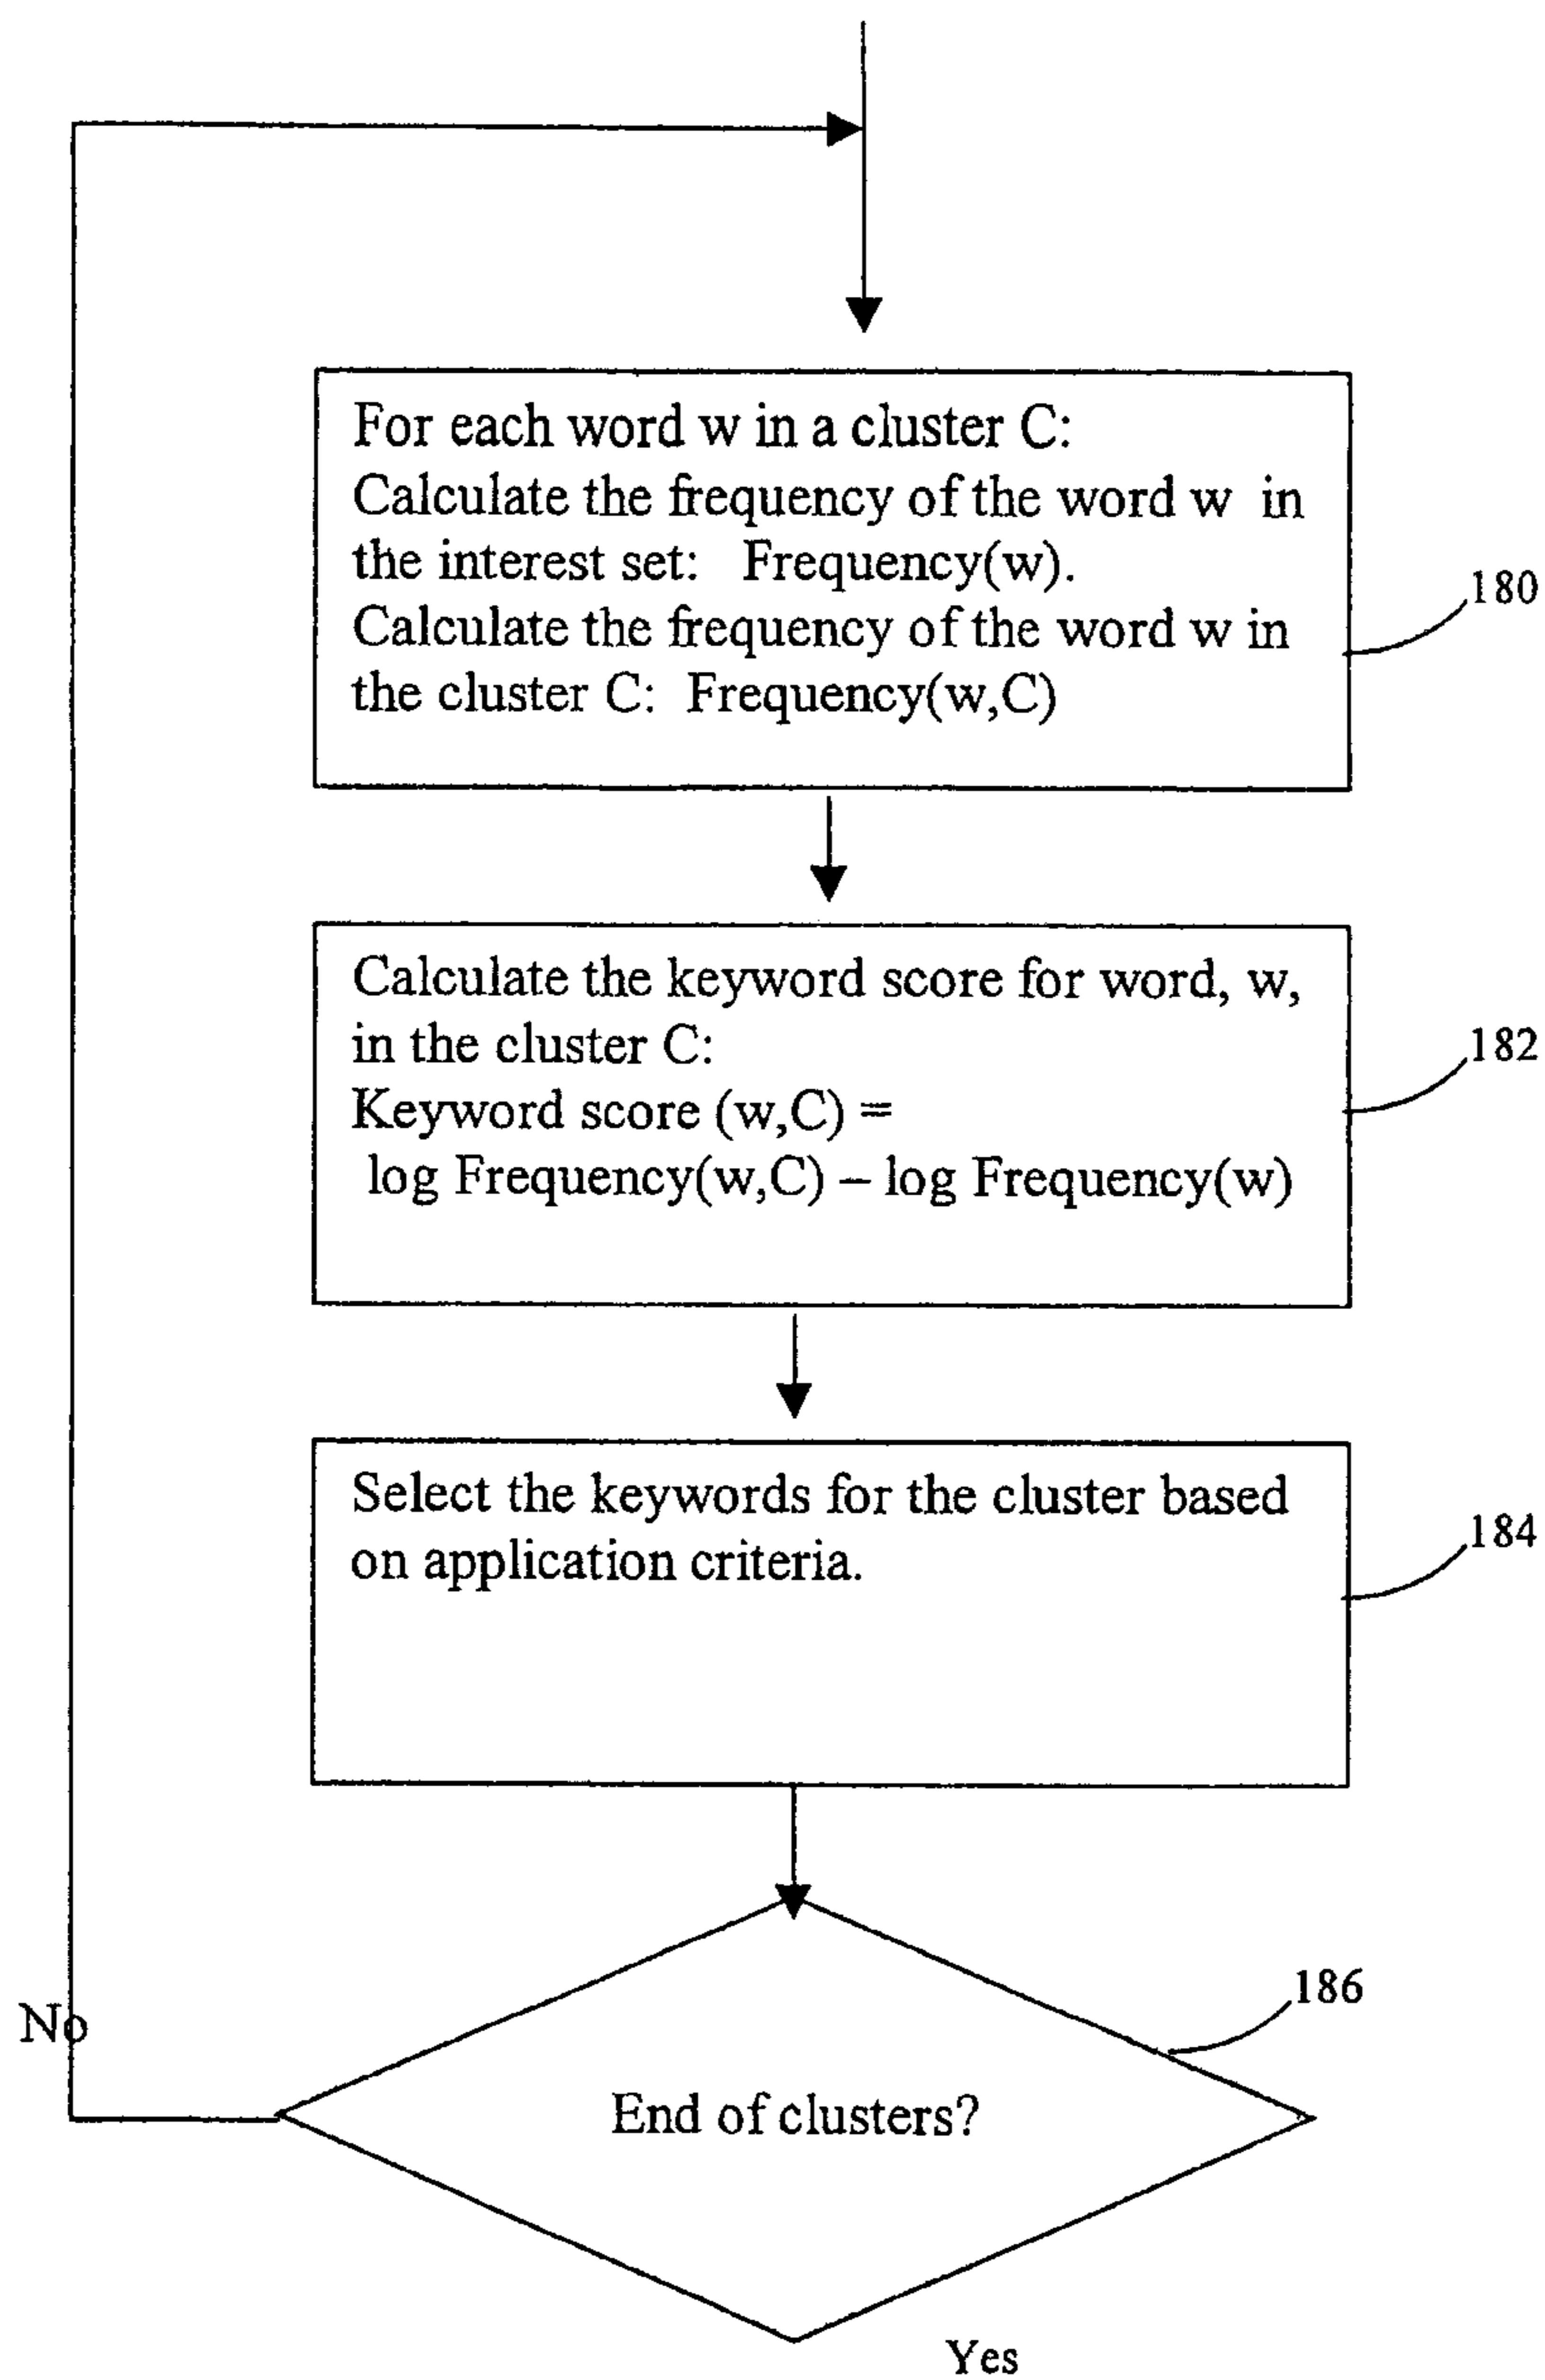 For each word w in a cluster C:
Calculate the frequency of the word w in
the interest set: Frequency(w).
Calculate the frequency of the word w in
the cluster C: Frequency(w,C)
180
Calculate the keyword score for word, w,
in the cluster C:
Keyword score (w,C) =
log Frequency(w,C) – log Frequency(w)
182
Select the keywords for the cluster based
on application criteria.
184
186
No
End of clusters?
Yes